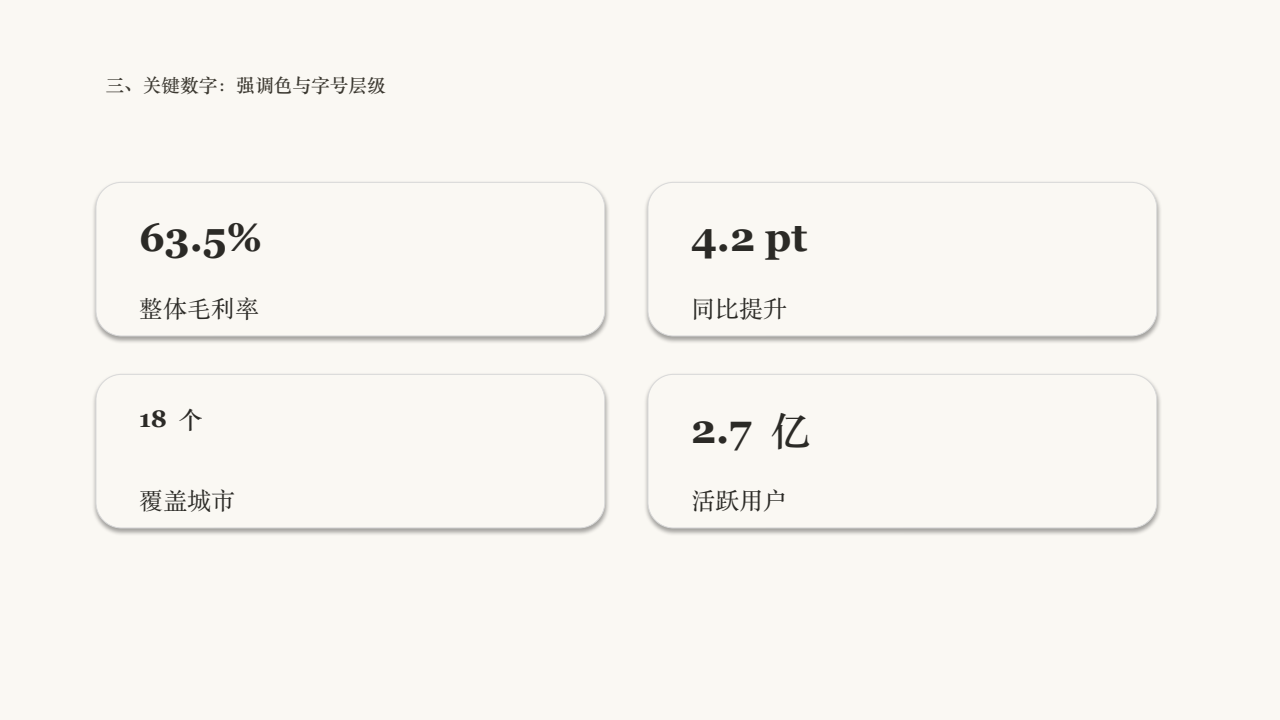 三、关键数字：强调色与字号层级
63.5%
整体毛利率
4.2 pt
同比提升
18 个
覆盖城市
2.7 亿
活跃用户